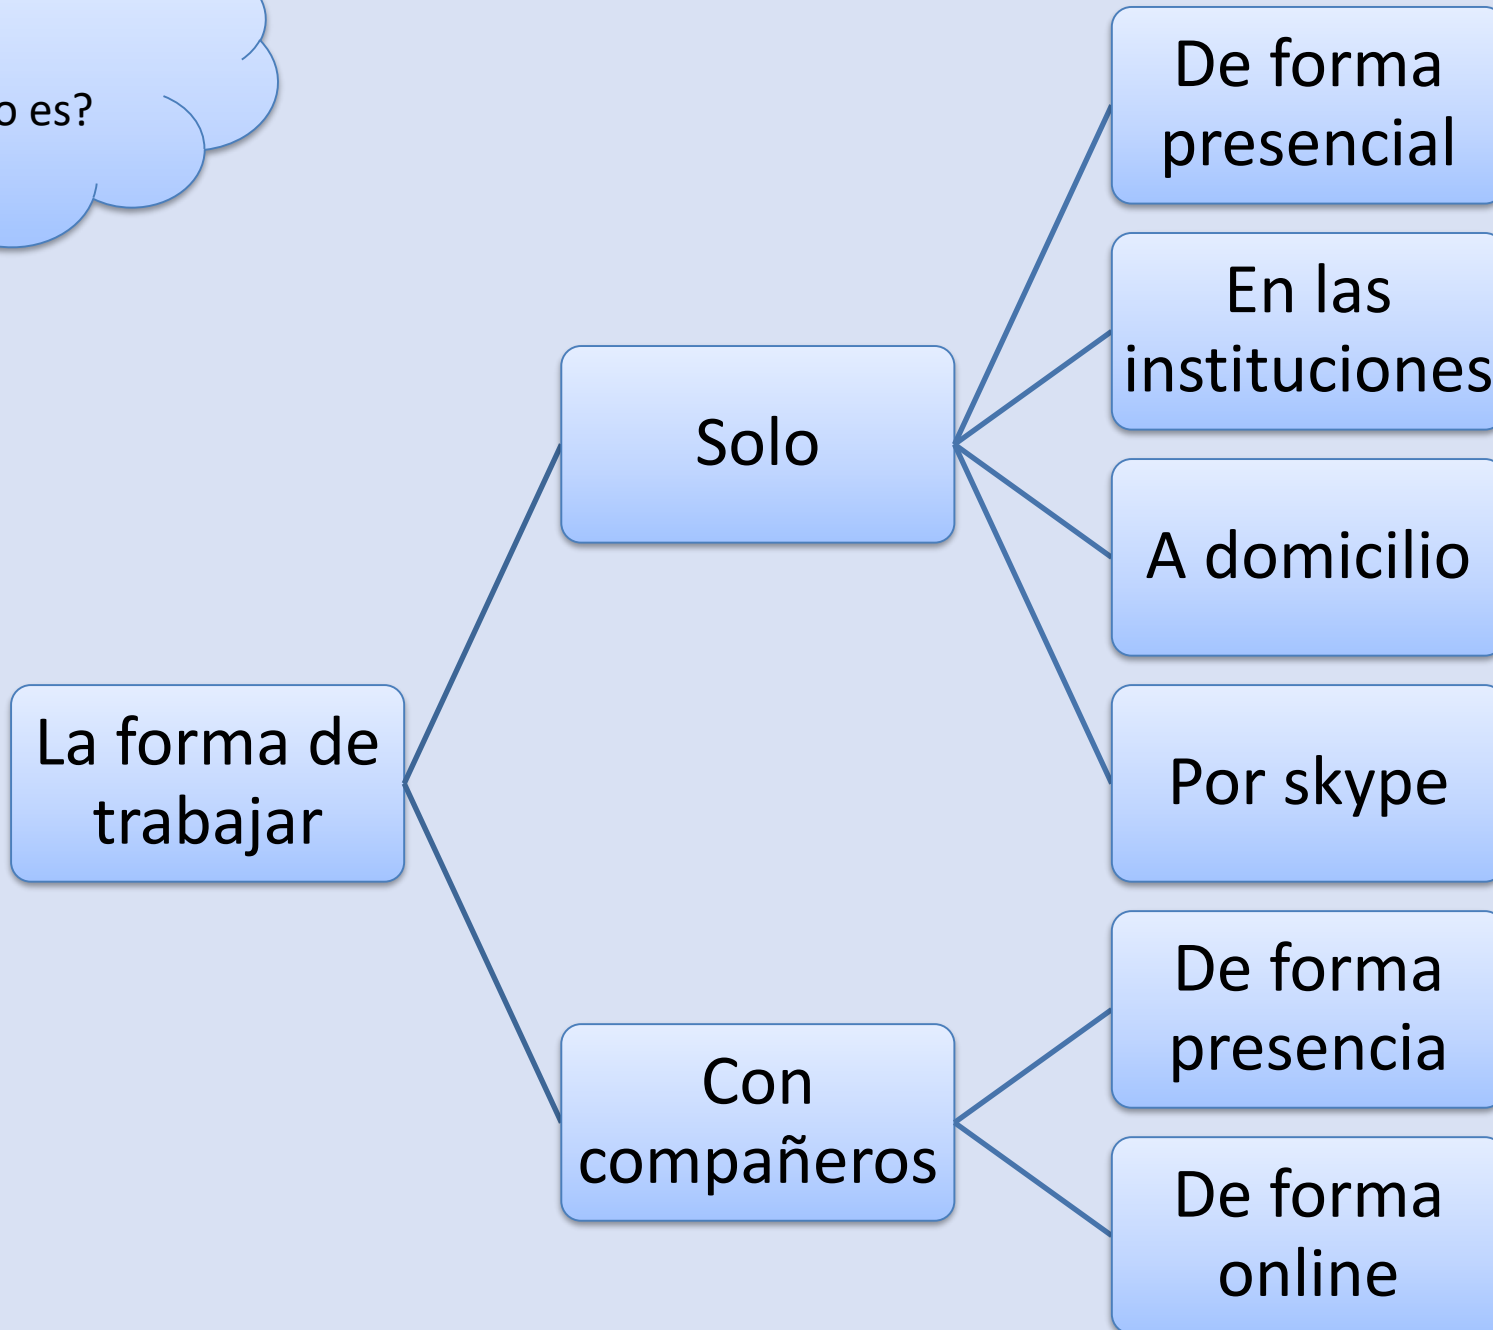 o es?
De forma
presencial
En las
instituciones
Solo
A domicilio
La forma de
trabajar
Por skype
De forma
presencia
Con
compañeros
De forma
online